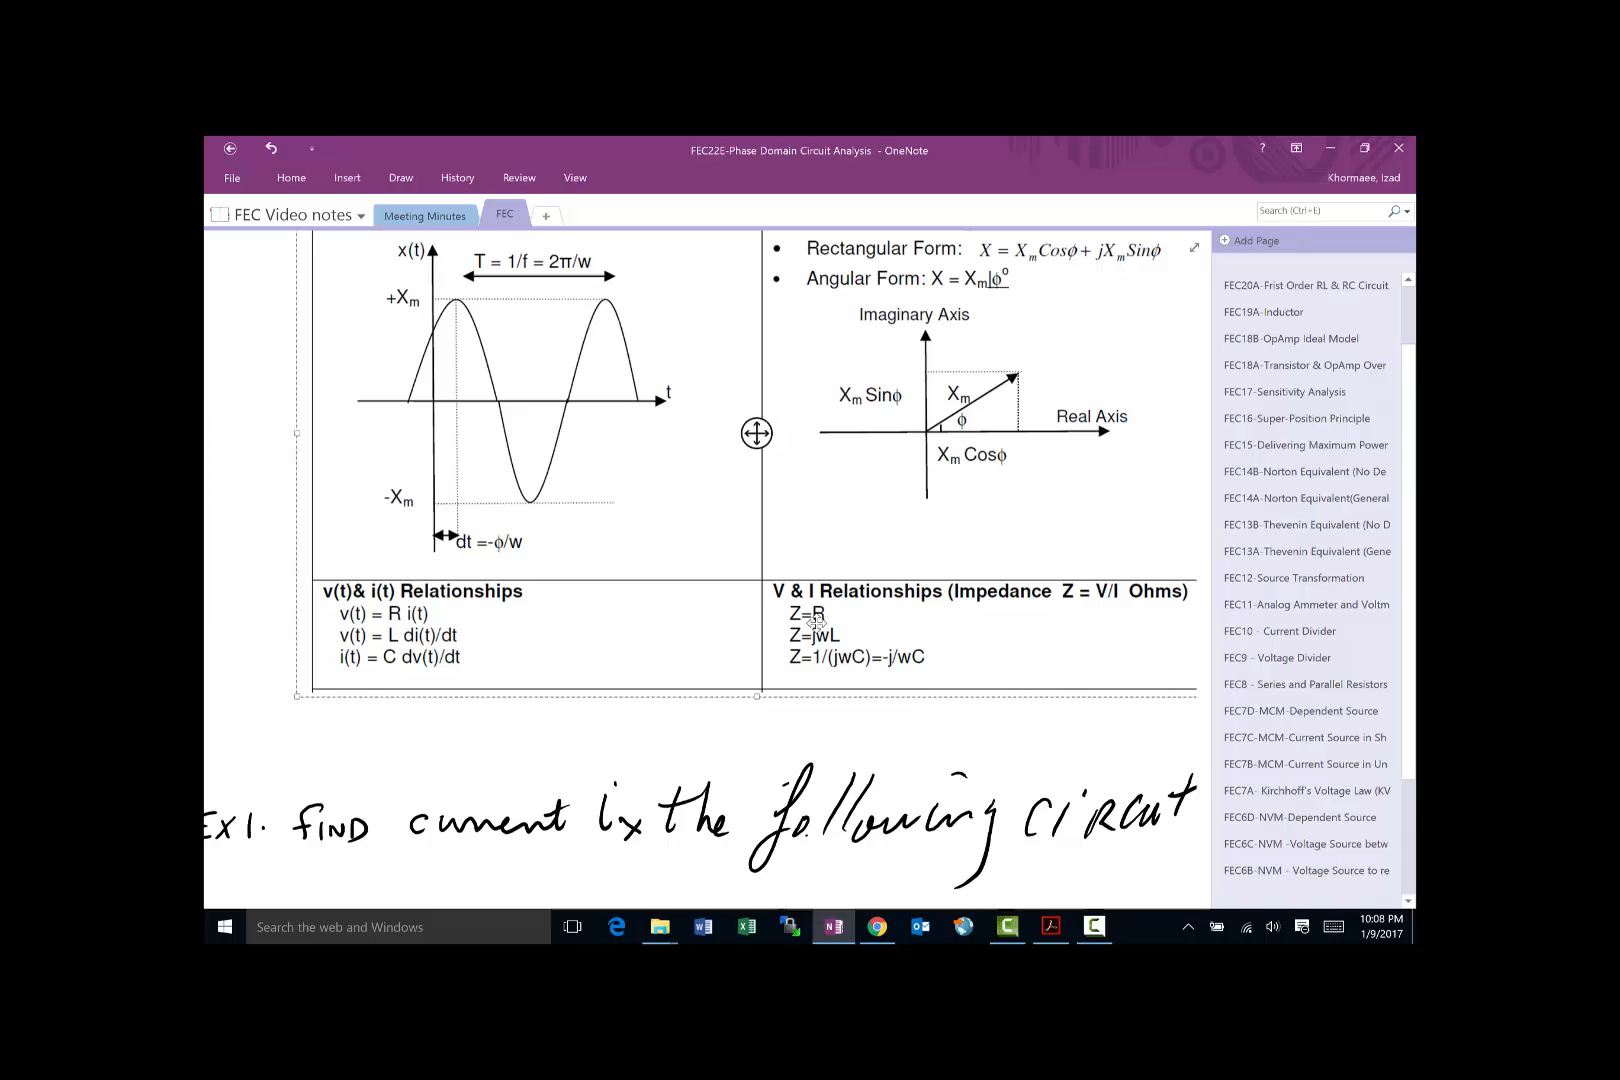 FEC22E-Phase Domain Circuit Analysis - OneNote
?
File Home Insert Draw History Review View
Khormaee, Izad
FEC Video notes
Meeting Minutes
FEC
+
Search (Ctrl+E)
Add Page
x(t)
T = 1/f = 2π/w
+Xm
t
-Xm
dt =-ϕ/w
• Rectangular Form: X = XmCosϕ + jXmSinϕ
• Angular Form: X = Xm|ϕ°
Imaginary Axis
Xm Sinϕ
Xm
ϕ
Real Axis
Xm Cosϕ
v(t)& i(t) Relationships
v(t) = R i(t)
v(t) = L di(t)/dt
i(t) = C dv(t)/dt
V & I Relationships (Impedance Z = V/I Ohms)
Z=R
Z=jwL
Z=1/(jwC)=-j/wC
EX1. FIND current ix the following circuit
FEC20A-Frist Order RL & RC Circuit
FEC19A-Inductor
FEC18B-OpAmp Ideal Model
FEC18A-Transistor & OpAmp Over
FEC17-Sensitivity Analysis
FEC16-Super-Position Principle
FEC15-Delivering Maximum Power
FEC14B-Norton Equivalent (No De
FEC14A-Norton Equivalent(General
FEC13B-Thevenin Equivalent (No D
FEC13A-Thevenin Equivalent (Gene
FEC12-Source Transformation
FEC11-Analog Ammeter and Voltm
FEC10 - Current Divider
FEC9 - Voltage Divider
FEC8 - Series and Parallel Resistors
FEC7D-MCM-Dependent Source
FEC7C-MCM-Current Source in Sh
FEC7B-MCM-Current Source in Un
FEC7A- Kirchhoff's Voltage Law (KV
FEC6D-NVM-Dependent Source
FEC6C-NVM -Voltage Source betw
FEC6B-NVM - Voltage Source to re
Search the web and Windows
10:08 PM
1/9/2017